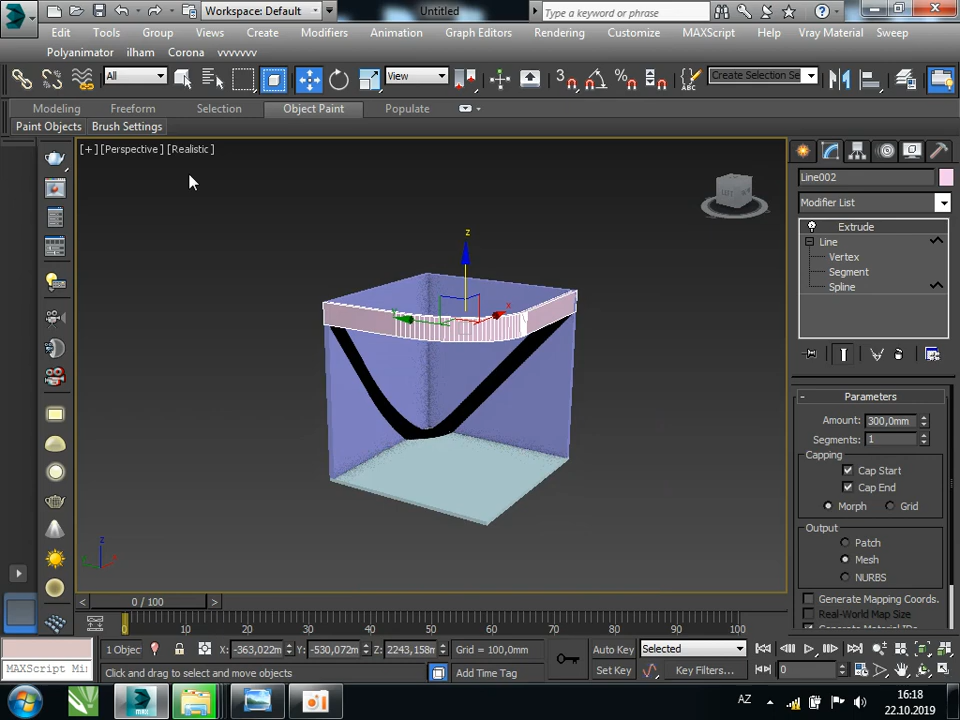 Workspace: Default
Untitled
Type a keyword or phrase
Edit Tools Group Views Create Modifiers Animation Graph Editors Rendering Customize MAXScript Help Vray Material Sweep
Polyanimator ilham Corona vvvvvvv
All
View
3
ABC
Create Selection Se
Modeling Freeform Selection Object Paint Populate
Paint Objects Brush Settings
[+] [Perspective ] [Realistic ]
Line002
Modifier List
Extrude
Line
Vertex
Segment
Spline
Parameters
Amount: 300,0mm
Segments: 1
Capping
Cap Start
Cap End
Morph Grid
Output
Patch
Mesh
NURBS
Generate Mapping Coords.
Real-World Map Size
z
x
z
0 / 100
0 10 20 30 40 50 60 70 80 90 100
1 Objec X: -363,022m Y: -530,072m Z: 2243,158m Grid = 100,0mm Auto Key Selected
MAXScript Mi Click and drag to select and move objects Add Time Tag Set Key Key Filters... 0
AZ 16:18
22.10.2019